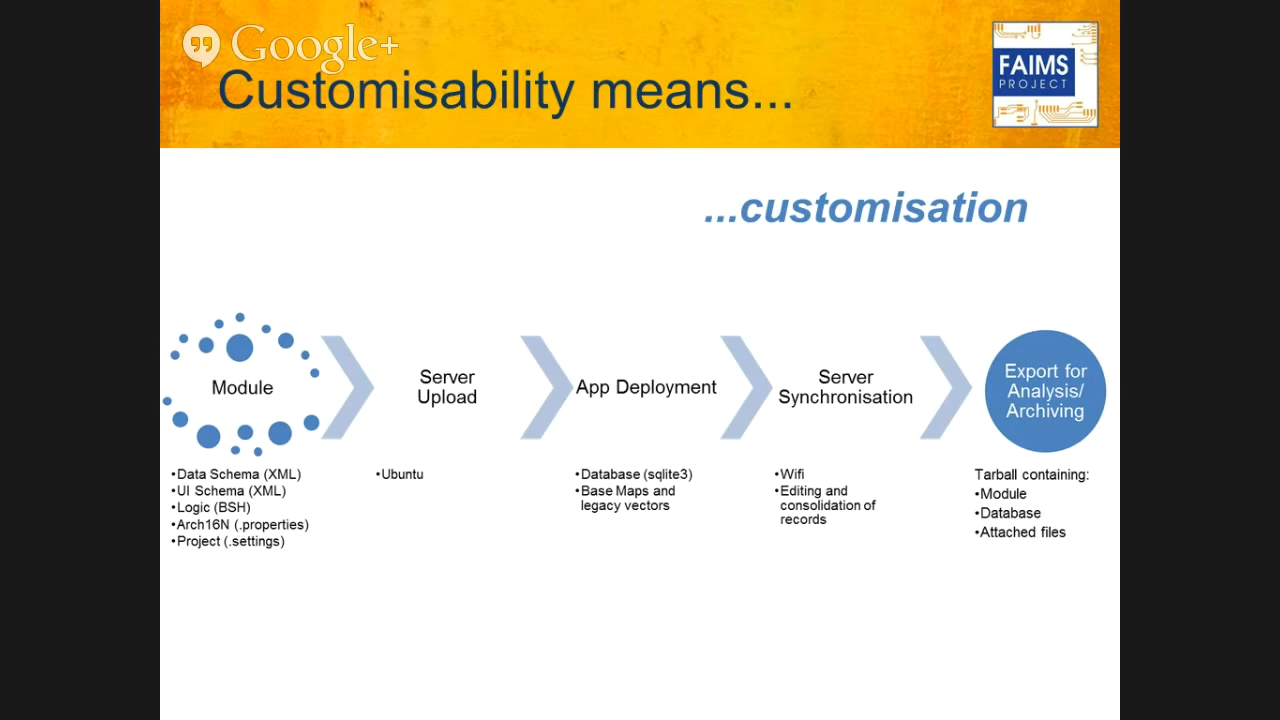 Google+
Customisability means...
FAIMS
PROJECT
...customisation
Module
Server
Upload
App Deployment
Server
Synchronisation
Export for
Analysis/
Archiving
•Data Schema (XML)
•UI Schema (XML)
•Logic (BSH)
•Arch16N (.properties)
•Project (.settings)
•Ubuntu
•Database (sqlite3)
•Base Maps and
legacy vectors
•Wifi
•Editing and
consolidation of
records
Tarball containing:
•Module
•Database
•Attached files